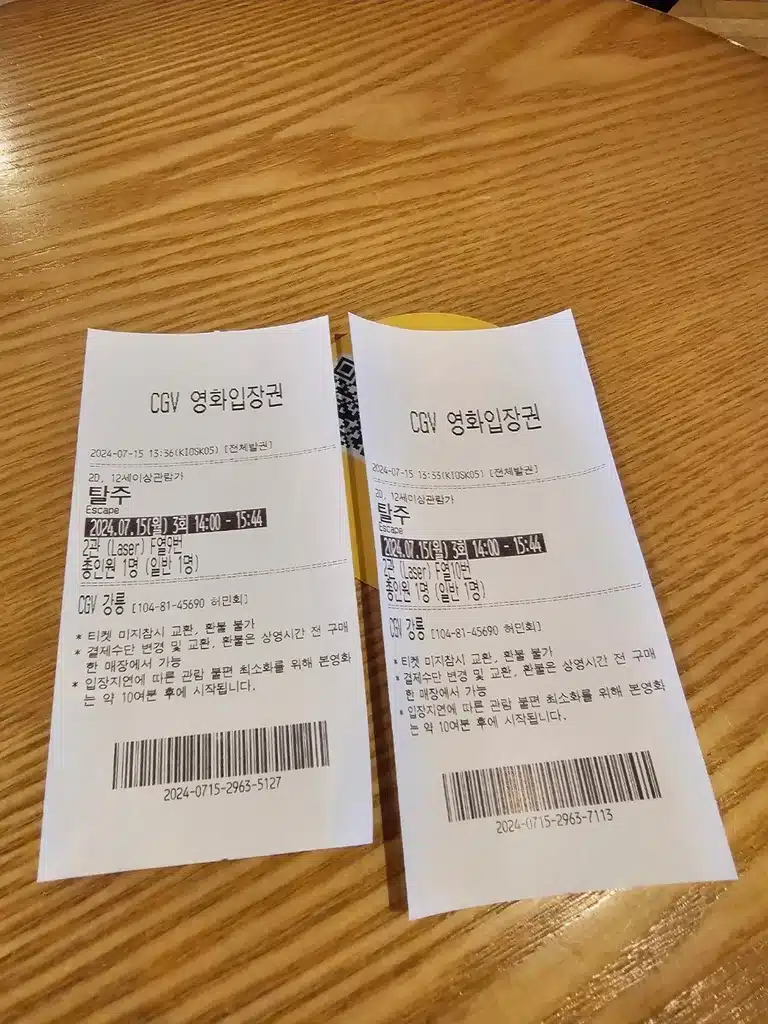 CGV 영화입장권
2024-07-15 13:36(KIOSK05) [전체발권]
2D, 12세이상관람가
탈주
Escape
2024.07.15(월) 3회 14:00 - 15:44
2관 (Laser) F열9번
총인원 1명 (일반 1명)
CGV 강릉 [104-81-45690 허민회]
* 티켓 미지참시 교환, 환불 불가
* 결제수단 변경 및 교환, 환불은 상영시간 전 구매
한 매장에서 가능
* 입장지연에 따른 관람 불편 최소화를 위해 본영화
는 약 10여분 후에 시작됩니다.
2024-0715-2963-5127
CGV 영화입장권
2024-07-15 13:33(KIOSK05) [전체발권]
2D, 12세이상관람가
탈주
Escape
2024.07.15(월) 3회 14:00 - 15:44
2관 (Laser) F열10번
총인원 1명 (일반 1명)
CGV 강릉 [104-81-45690 허민회]
* 티켓 미지참시 교환, 환불 불가
* 결제수단 변경 및 교환, 환불은 상영시간 전 구매
한 매장에서 가능
* 입장지연에 따른 관람 불편 최소화를 위해 본영화
는 약 10여분 후에 시작됩니다.
2024-0715-2963-7113